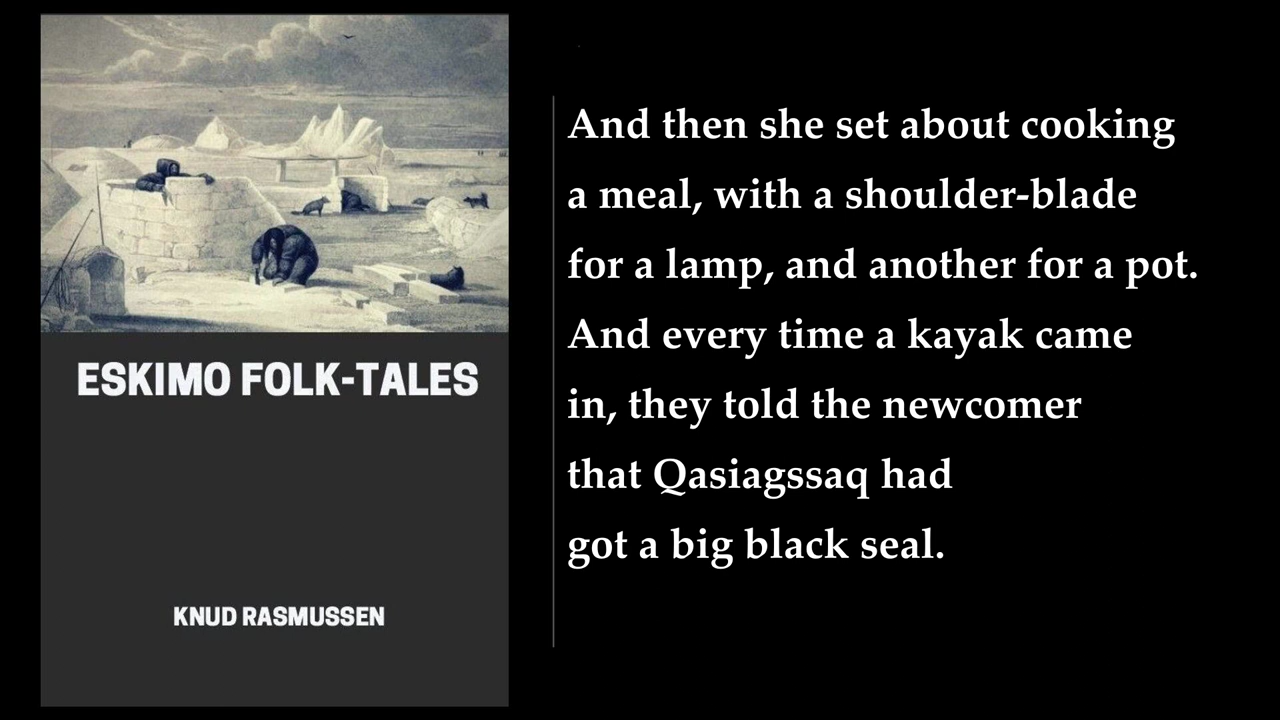 ESKIMO FOLK-TALES
KNUD RASMUSSEN
And then she set about cooking
a meal, with a shoulder-blade
for a lamp, and another for a pot.
And every time a kayak came
in, they told the newcomer
that Qasiagssaq had
got a big black seal.